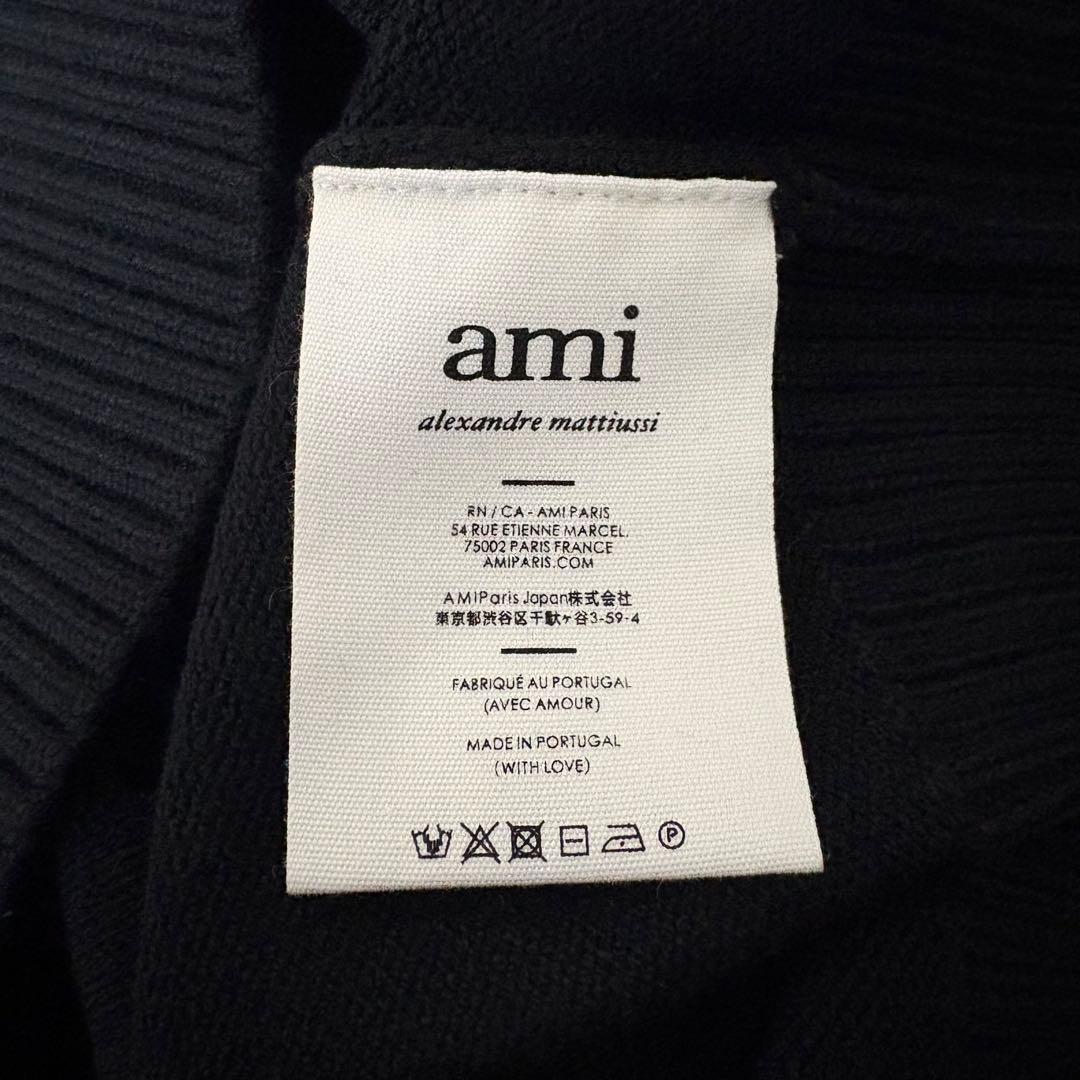 ami
alexandre mattiussi
RN / CA - AMI PARIS
54 RUE ETIENNE MARCEL,
75002 PARIS FRANCE
AMIPARIS.COM
AMIParis Japan株式会社
東京都渋谷区千駄ヶ谷3-59-4
FABRIQUÉ AU PORTUGAL
(AVEC AMOUR)
MADE IN PORTUGAL
(WITH LOVE)
P